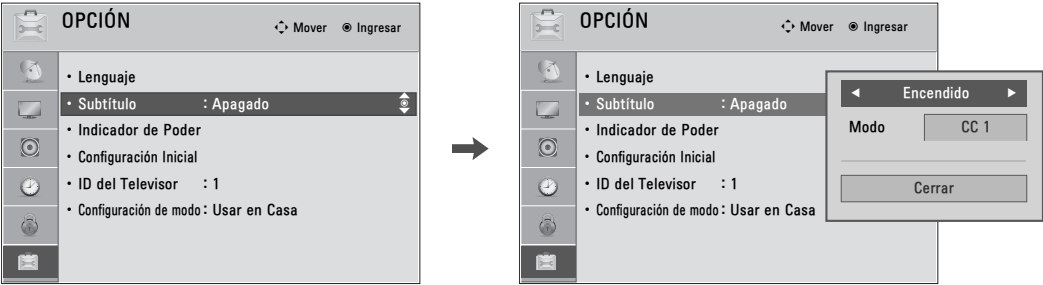 OPCIÓN
Mover Ingresar
• Lenguaje
• Subtítulo : Apagado
• Indicador de Poder
• Configuración Inicial
• ID del Televisor : 1
• Configuración de modo : Usar en Casa
OPCIÓN
Mover Ingresar
• Lenguaje
• Subtítulo : Apagado
• Indicador de Poder
• Configuración Inicial
• ID del Televisor : 1
• Configuración de modo : Usar en Casa
◄ Encendido ►
Modo CC 1
Cerrar